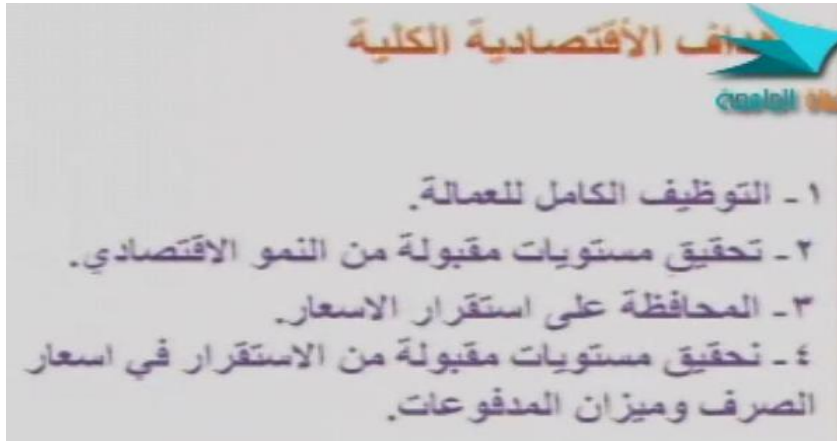 الأقتصادية الكلية
١- التوظيف الكامل للعمالة.
٢- تحقيق مستويات مقبولة من النمو الاقتصادي.
٣- المحافظة على استقرار الاسعار.
٤- نحقيق مستويات مقبولة من الاستقرار في اسعار
الصرف وميزان المدفوعات.